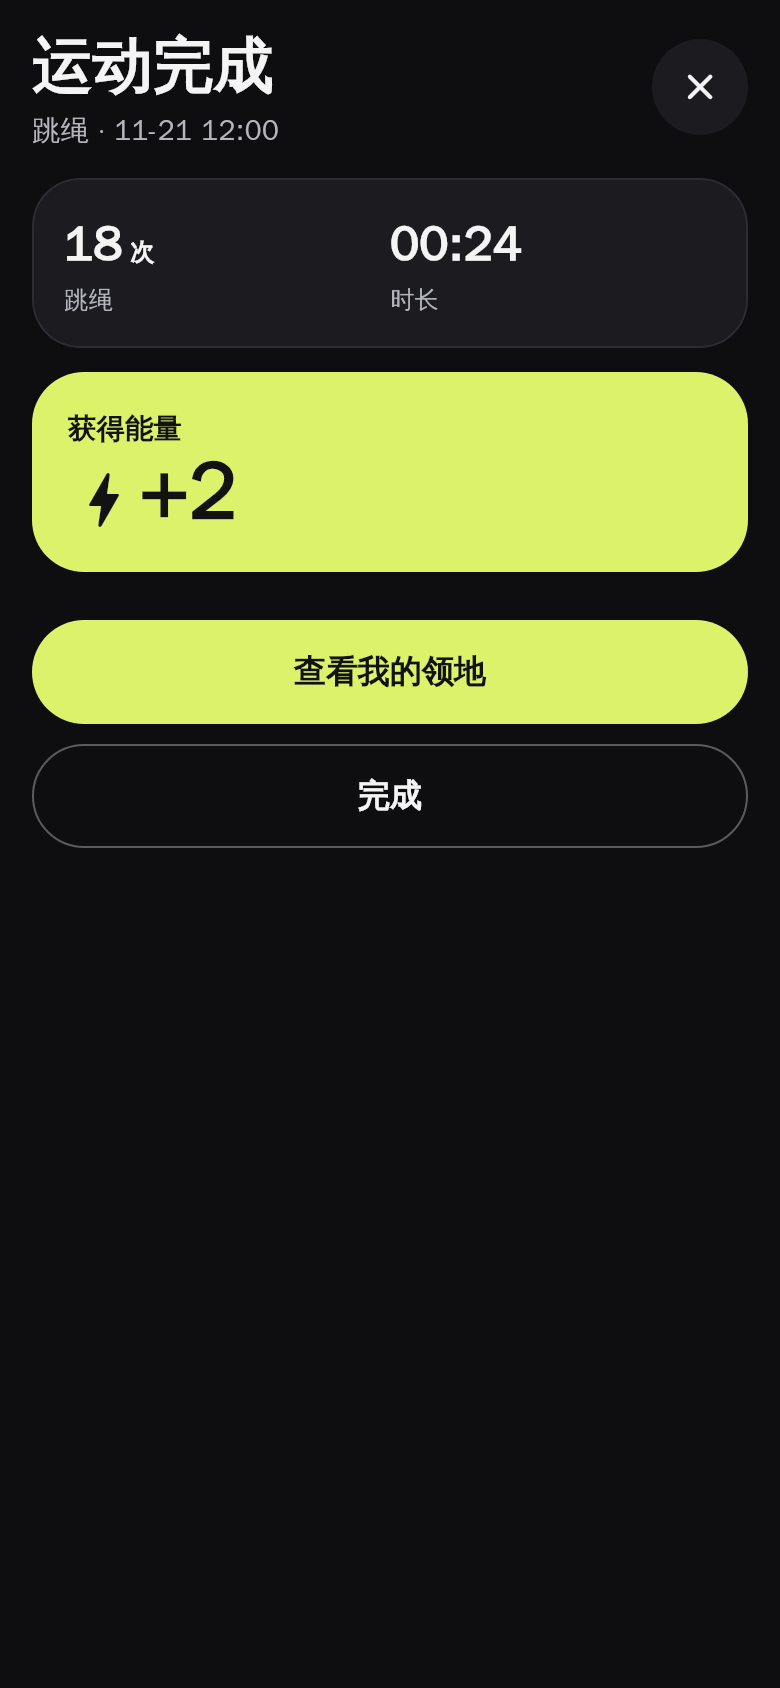 运动完成
跳绳 · 11-21 12:00
18 次
跳绳
00:24
时长
获得能量
+2
查看我的领地
完成